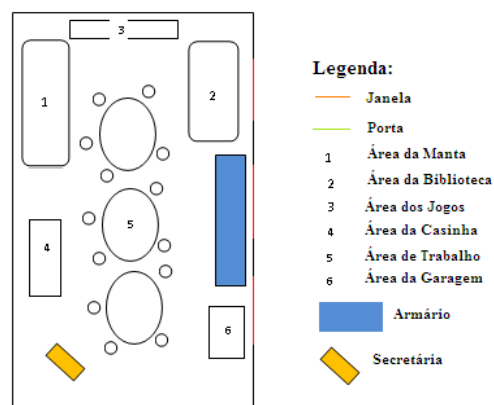 3
1
2
5
4
6
Legenda:
Janela
Porta
1 Área da Manta
2 Área da Biblioteca
3 Área dos Jogos
4 Área da Casinha
5 Área de Trabalho
6 Área da Garagem
Armário
Secretária